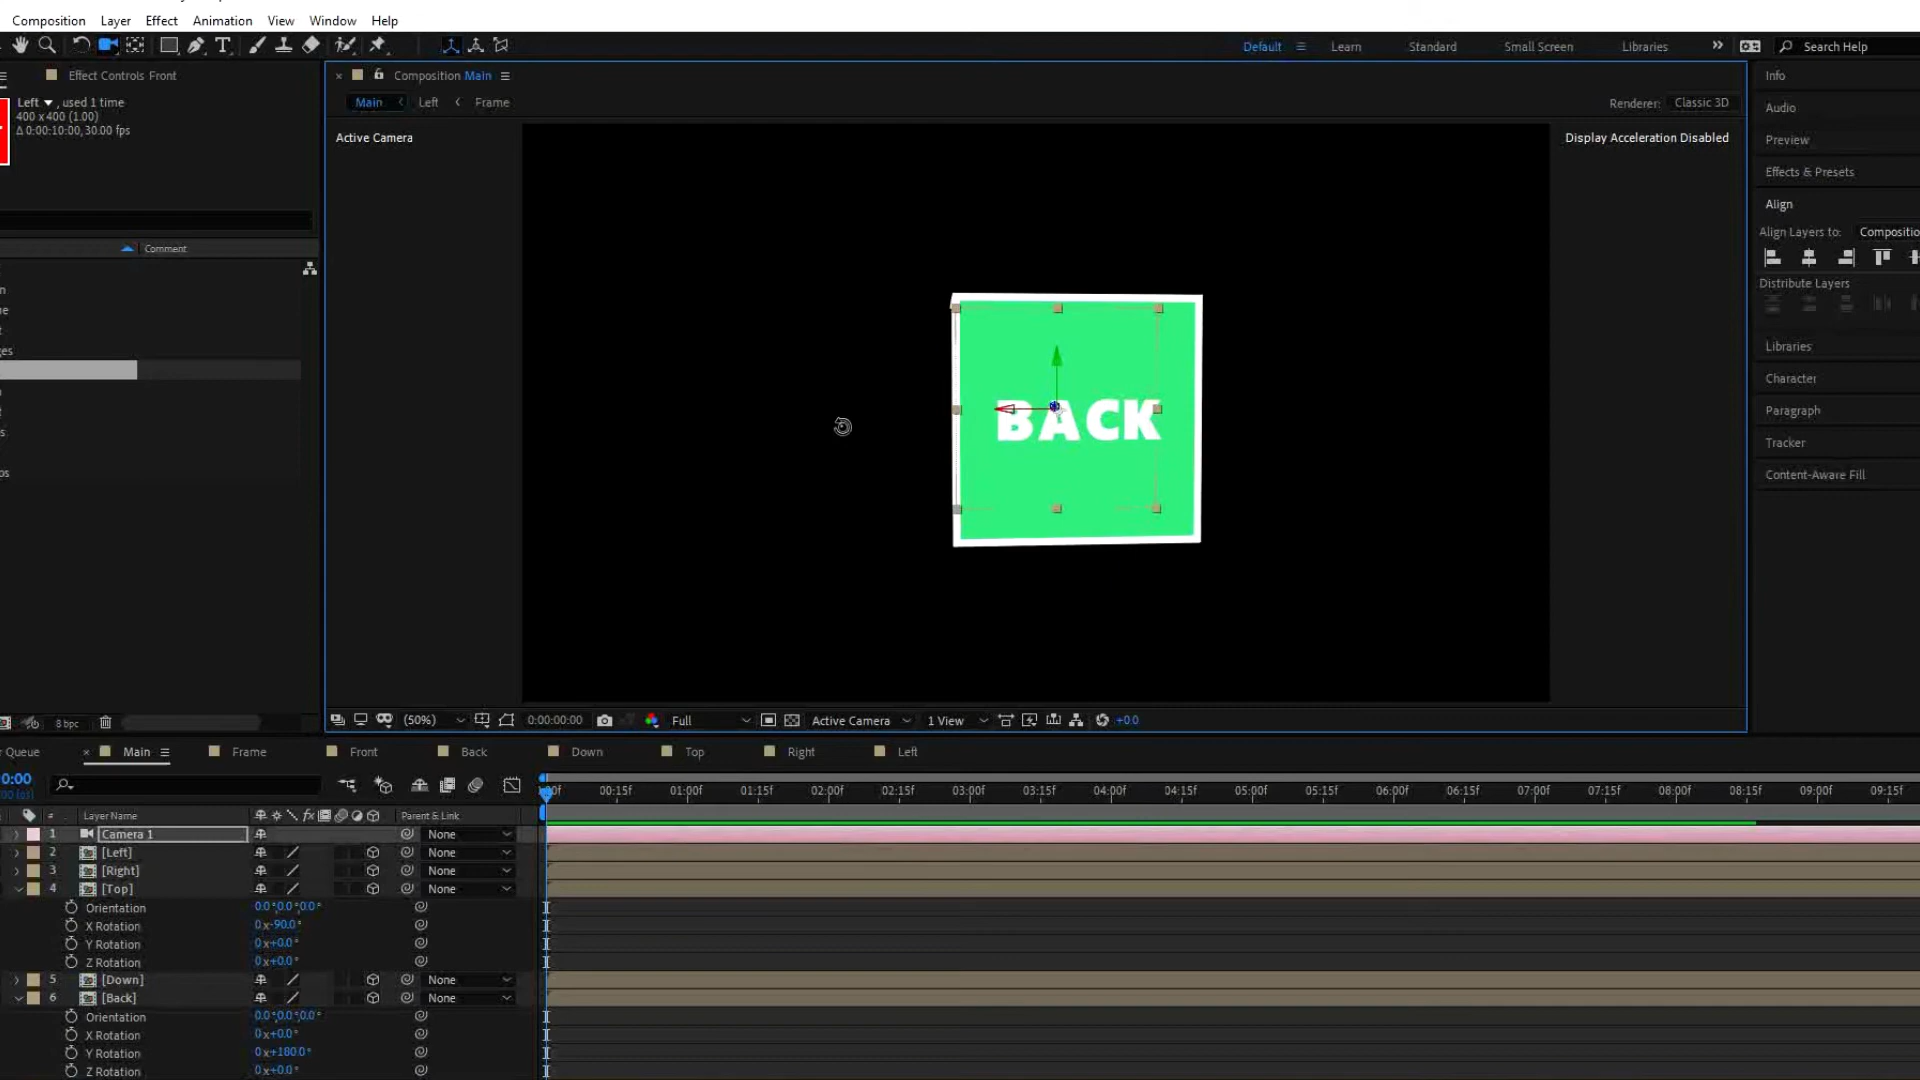 Composition Layer Effect Animation View Window Help
Default Learn Standard Small Screen Libraries Search Help
Effect Controls Front
Left , used 1 time
400 x 400 (1.00)
Δ 0:00:10:00, 30.00 fps
Comment
8 bpc
Composition Main
Main Left Frame
Renderer: Classic 3D
Active Camera
Display Acceleration Disabled
BACK
(50%) 0:00:00:00 Full Active Camera 1 View +0.0
Info
Audio
Preview
Effects & Presets
Align
Align Layers to: Compositio
Distribute Layers
Libraries
Character
Paragraph
Tracker
Content-Aware Fill
Queue Main Frame Front Back Down Top Right Left
0:00
00:15f 01:00f 01:15f 02:00f 02:15f 03:00f 03:15f 04:00f 04:15f 05:00f 05:15f 06:00f 06:15f 07:00f 07:15f 08:00f 08:15f 09:00f 09:15f
# Layer Name fx Parent & Link
1 Camera 1 None
2 [Left] None
3 [Right] None
4 [Top] None
Orientation 0.0°,0.0°,0.0°
X Rotation 0x-90.0°
Y Rotation 0x+0.0°
Z Rotation 0x+0.0°
5 [Down] None
6 [Back] None
Orientation 0.0°,0.0°,0.0°
X Rotation 0x+0.0°
Y Rotation 0x+180.0°
Z Rotation 0x+0.0°